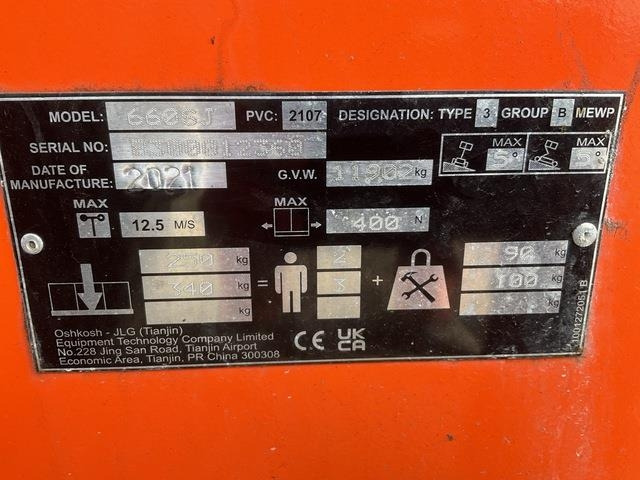 MODEL: 660SJ PVC: 2107 DESIGNATION: TYPE 3 GROUP B MEWP
SERIAL NO:
DATE OF MANUFACTURE: 2021 G.V.W. 11902 kg
MAX 5° MAX 5°
MAX 12.5 M/S MAX 400 N
250 kg = 2 + 90 kg
340 kg 3 100 kg
kg kg
Oshkosh - JLG (Tianjin)
Equipment Technology Company Limited
No.228 Jing San Road, Tianjin Airport
Economic Area, Tianjin, PR China 300308
CE UK CA
1001272051 B